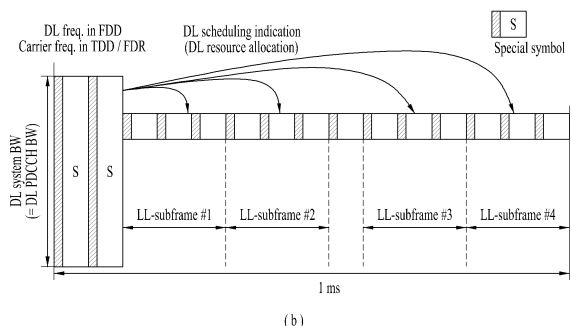 DL freq. in FDD
Carrier freq. in TDD / FDR
DL scheduling indication
(DL resource allocation)
S
Special symbol
DL system BW
(= DL PDCCH BW)
S
S
LL-subframe #1
LL-subframe #2
LL-subframe #3
LL-subframe #4
1 ms
( b )